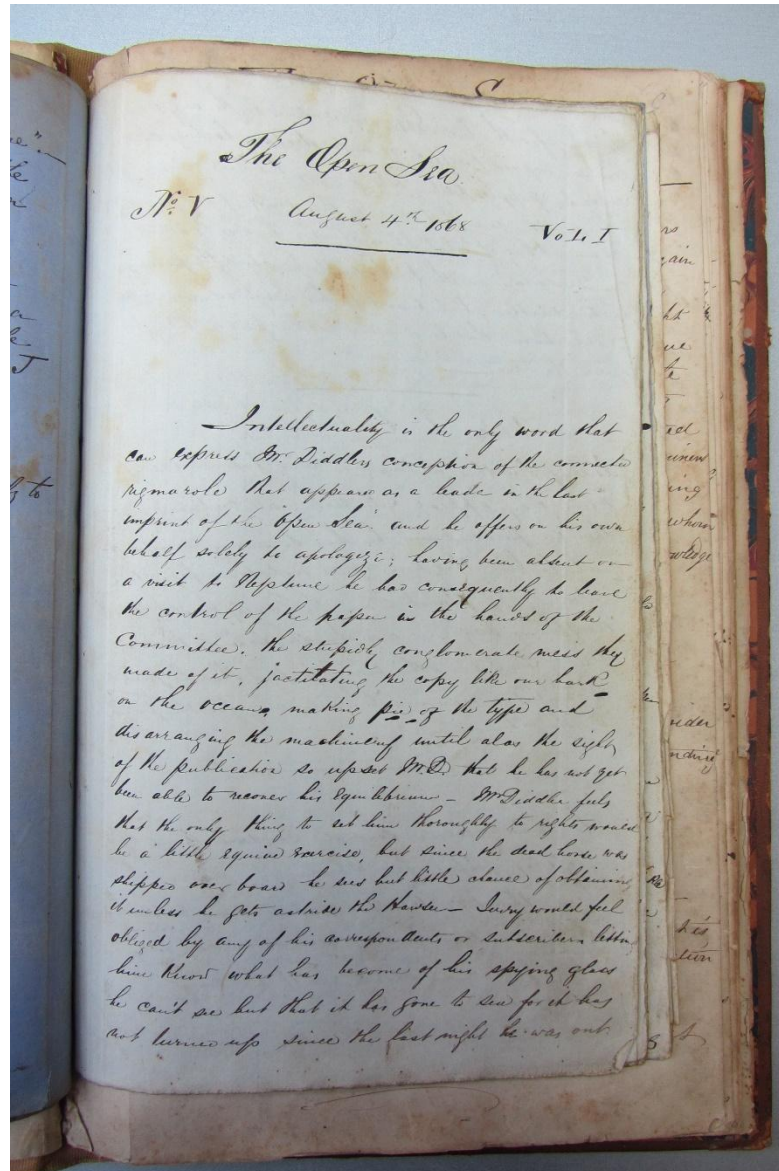 The Open Sea
No. V August 4th 1868 Vol. I
Intellectuality is the only word that
can express Mr. Diddlers conception of the
rigmarole that appears as a leade in the last
imprint of the "Open Sea" and he offers on his own
behalf solely to apologize; having been absent on
a visit to Neptune he had consequently to leave
the control of the paper in the hands of the
Committee. the stupidly conglomerate mess they
made of it, jactitating the copy like our bark
on the ocean, making pie of the type and
disarranging the machinery until alas the sight
of the publication so upset Mr. D. that he has not yet
been able to recover his equilibrium - Mr Diddler feels
that the only thing to set him thoroughly to rights would
be a little equine exercise, but since the dead horse was
shipped over board he sees but little chance of obtaining
it unless he gets astride the Hawser - would feel
obliged by any of his correspondents or subscribers letting
him know what has become of his spying glass
he can't see but that it has gone to sea for it has
not turned up since the last night he was out